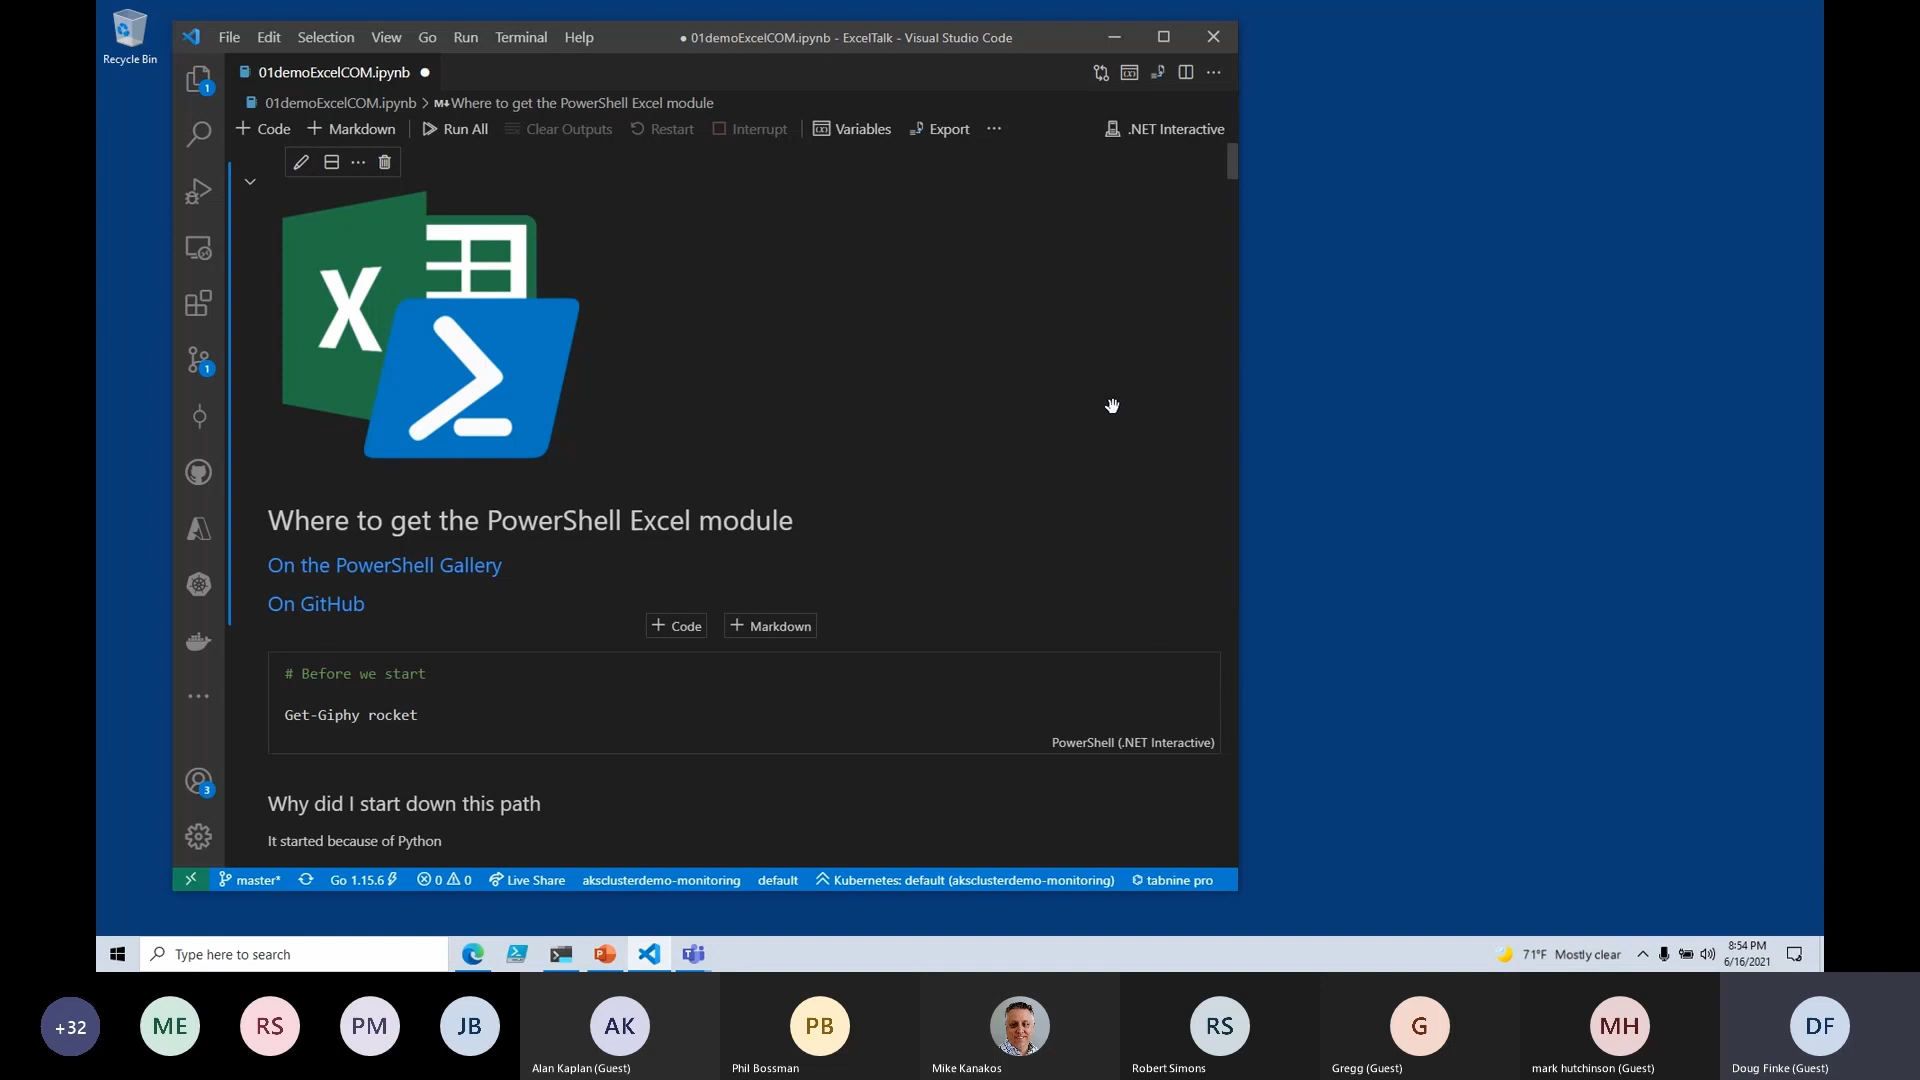 Recycle Bin
File Edit Selection View Go Run Terminal Help
● 01demoExcelCOM.ipynb - ExcelTalk - Visual Studio Code
01demoExcelCOM.ipynb ●
01demoExcelCOM.ipynb > M↓Where to get the PowerShell Excel module
+ Code + Markdown Run All Clear Outputs Restart Interrupt Variables Export ··· .NET Interactive
1
X
1
3
Where to get the PowerShell Excel module
On the PowerShell Gallery
On GitHub
+ Code + Markdown
# Before we start
Get-Giphy rocket
PowerShell (.NET Interactive)
Why did I start down this path
It started because of Python
master* Go 1.15.6 0 0 Live Share aksclusterdemo-monitoring default Kubernetes: default (aksclusterdemo-monitoring) tabnine pro
Type here to search
71°F Mostly clear
8:54 PM
6/16/2021
+32 ME RS PM JB AK PB RS G MH DF
Alan Kaplan (Guest) Phil Bossman Mike Kanakos Robert Simons Gregg (Guest) mark hutchinson (Guest) Doug Finke (Guest)